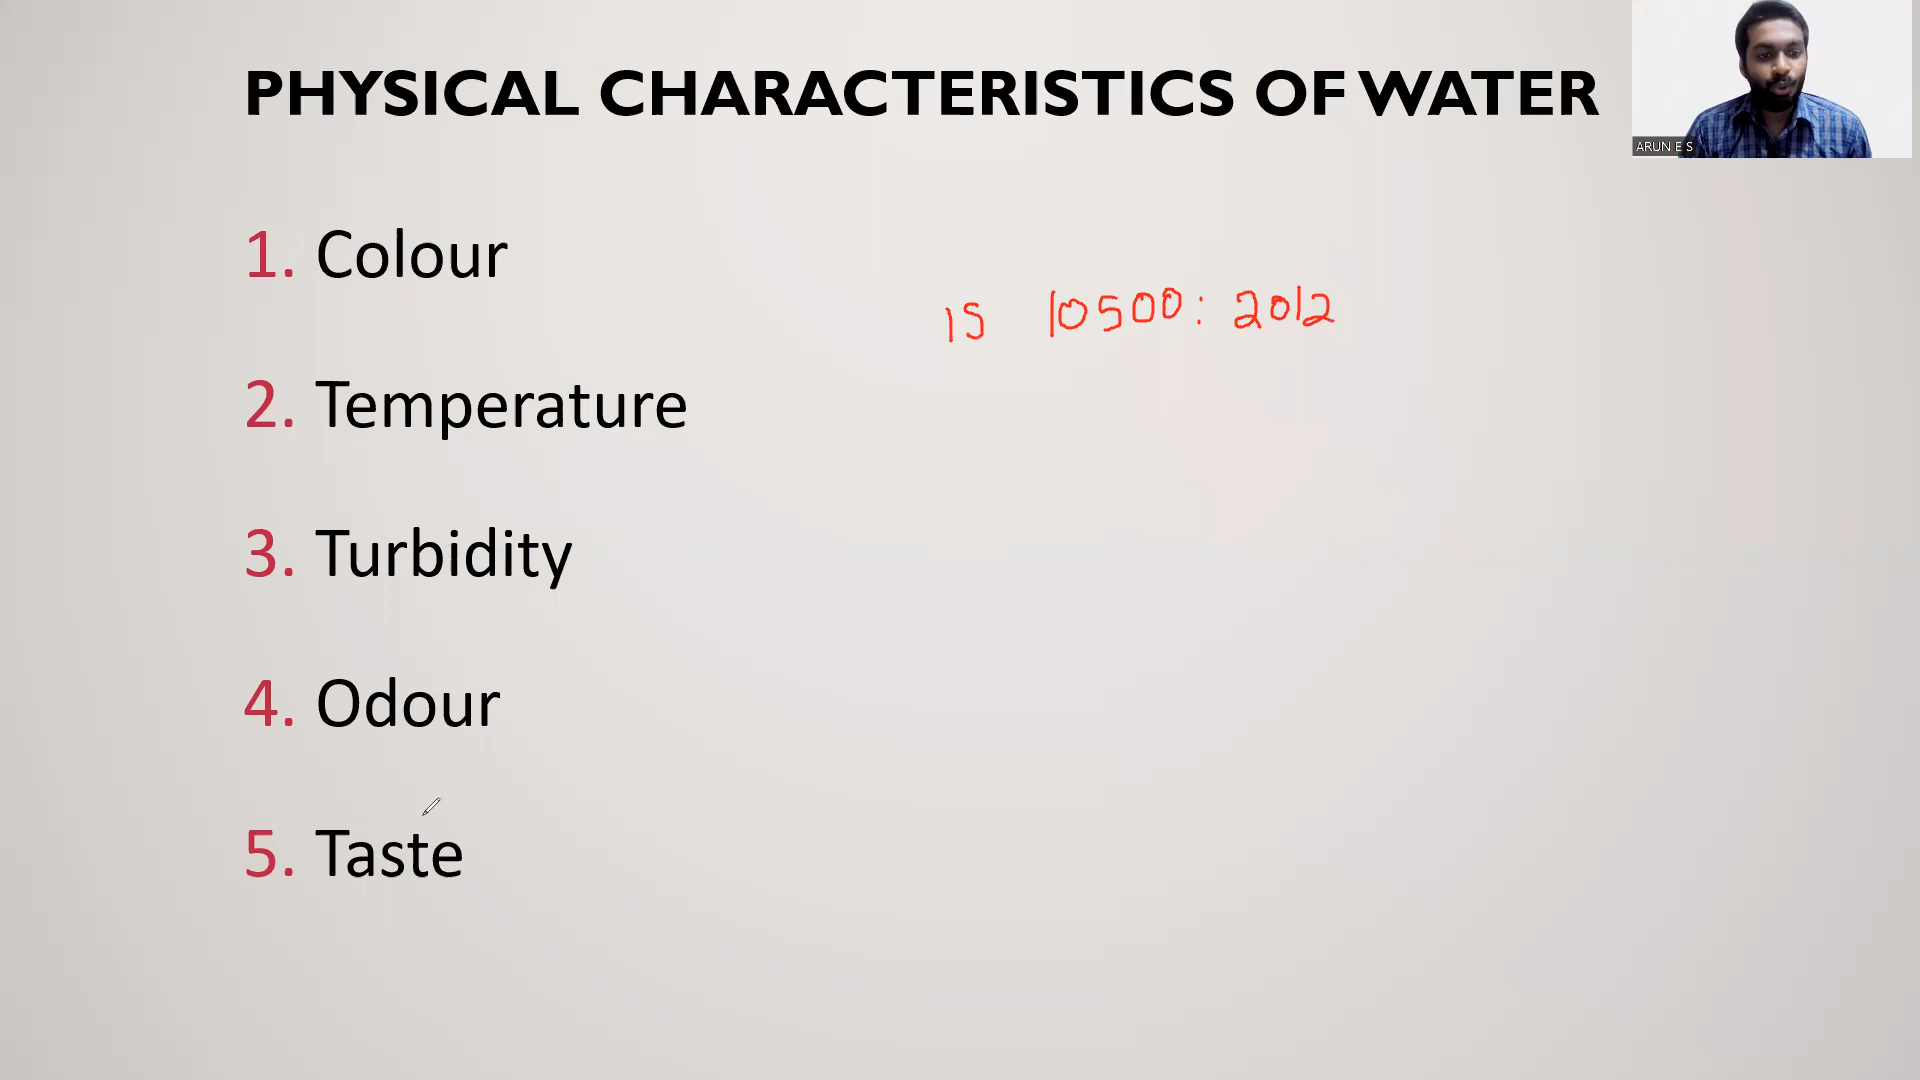 PHYSICAL CHARACTERISTICS OF WATER
ARUN E S
1. Colour
IS 10500: 2012
2. Temperature
3. Turbidity
4. Odour
5. Taste